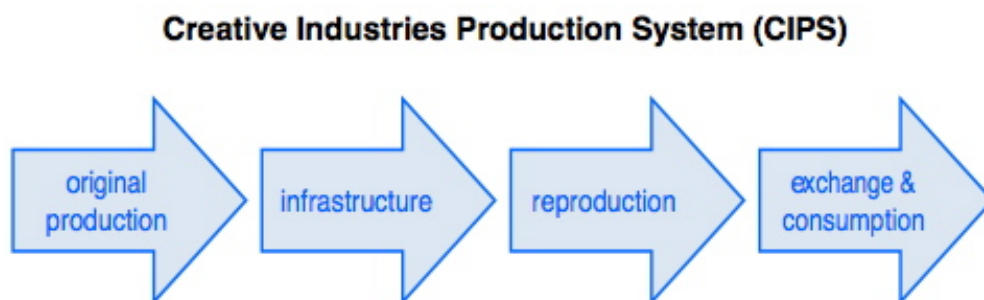 Creative Industries Production System (CIPS)
original
production
infrastructure
reproduction
exchange &
consumption